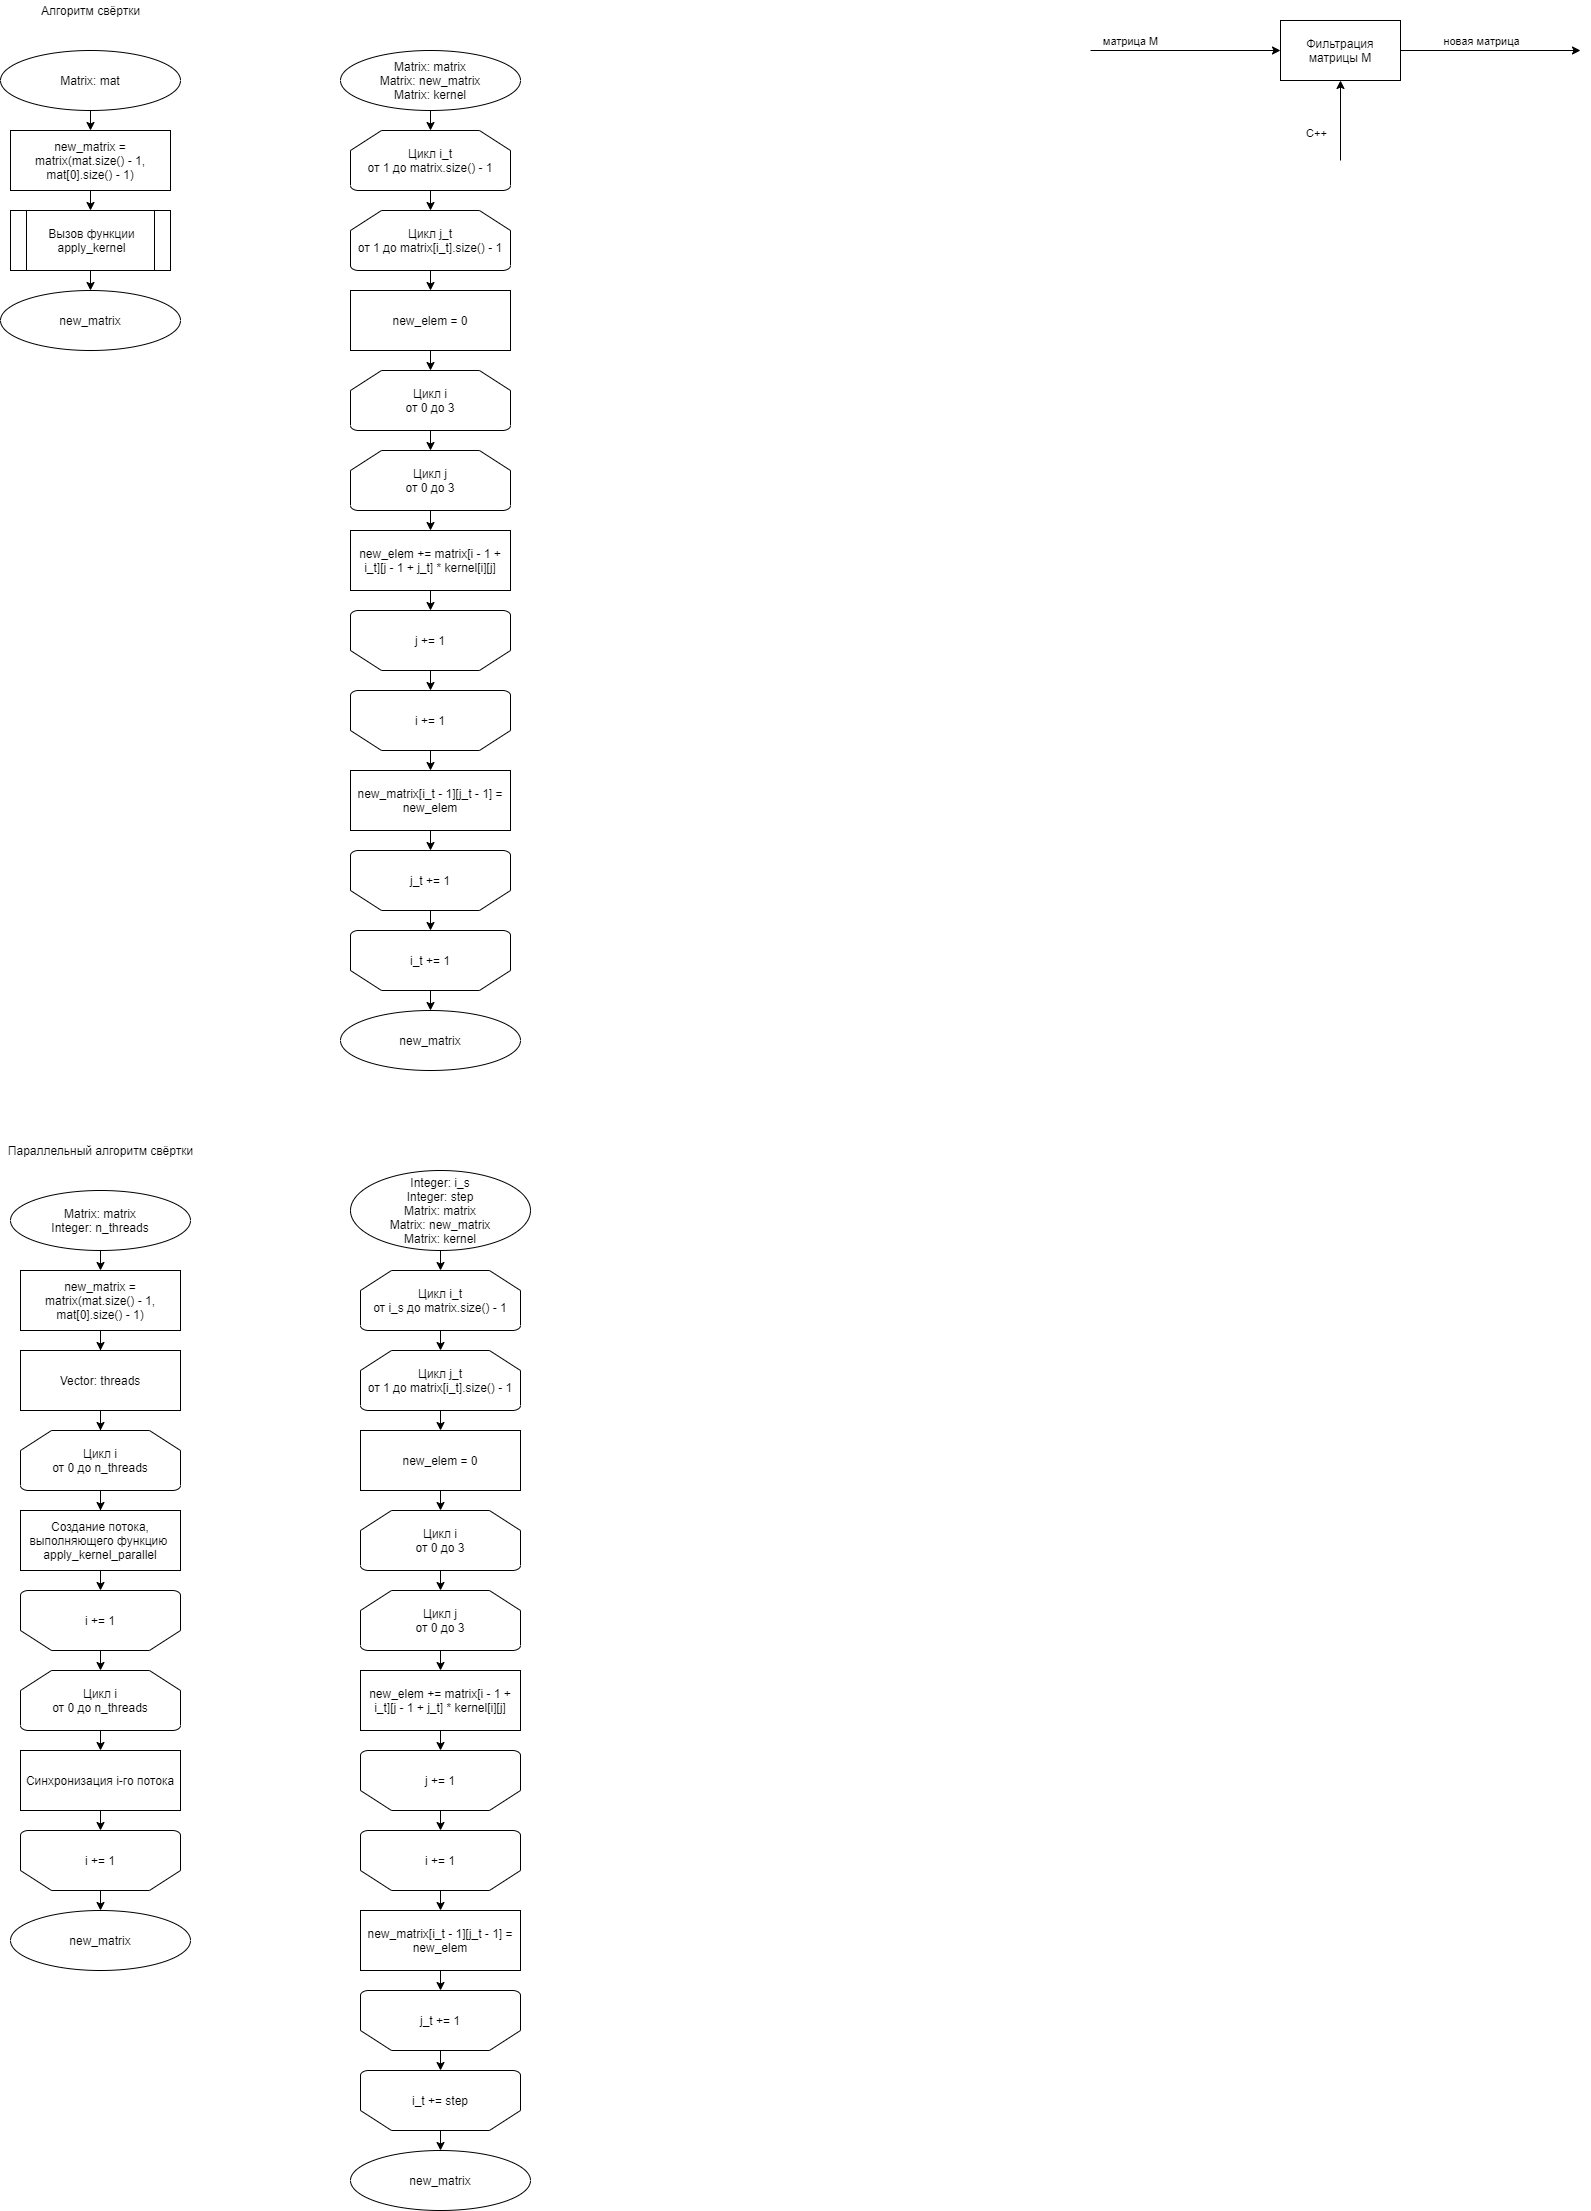 Алгоритм свёртки
Matrix: mat
new_matrix =
matrix(mat.size() - 1,
mat[0].size() - 1)
Вызов функции
apply_kernel
new_matrix
Matrix: matrix
Matrix: new_matrix
Matrix: kernel
Цикл i_t
от 1 до matrix.size() - 1
Цикл j_t
от 1 до matrix[i_t].size() - 1
new_elem = 0
Цикл i
от 0 до 3
Цикл j
от 0 до 3
new_elem += matrix[i - 1 +
i_t][j - 1 + j_t] * kernel[i][j]
j += 1
i += 1
new_matrix[i_t - 1][j_t - 1] =
new_elem
j_t += 1
i_t += 1
new_matrix
матрица М
Фильтрация
матрицы М
новая матрица
C++
Параллельный алгоритм свёртки
Matrix: matrix
Integer: n_threads
new_matrix =
matrix(mat.size() - 1,
mat[0].size() - 1)
Vector: threads
Цикл i
от 0 до n_threads
Создание потока,
выполняющего функцию
apply_kernel_parallel
i += 1
Цикл i
от 0 до n_threads
Синхронизация i-го потока
i += 1
new_matrix
Integer: i_s
Integer: step
Matrix: matrix
Matrix: new_matrix
Matrix: kernel
Цикл i_t
от i_s до matrix.size() - 1
Цикл j_t
от 1 до matrix[i_t].size() - 1
new_elem = 0
Цикл i
от 0 до 3
Цикл j
от 0 до 3
new_elem += matrix[i - 1 +
i_t][j - 1 + j_t] * kernel[i][j]
j += 1
i += 1
new_matrix[i_t - 1][j_t - 1] =
new_elem
j_t += 1
i_t += step
new_matrix